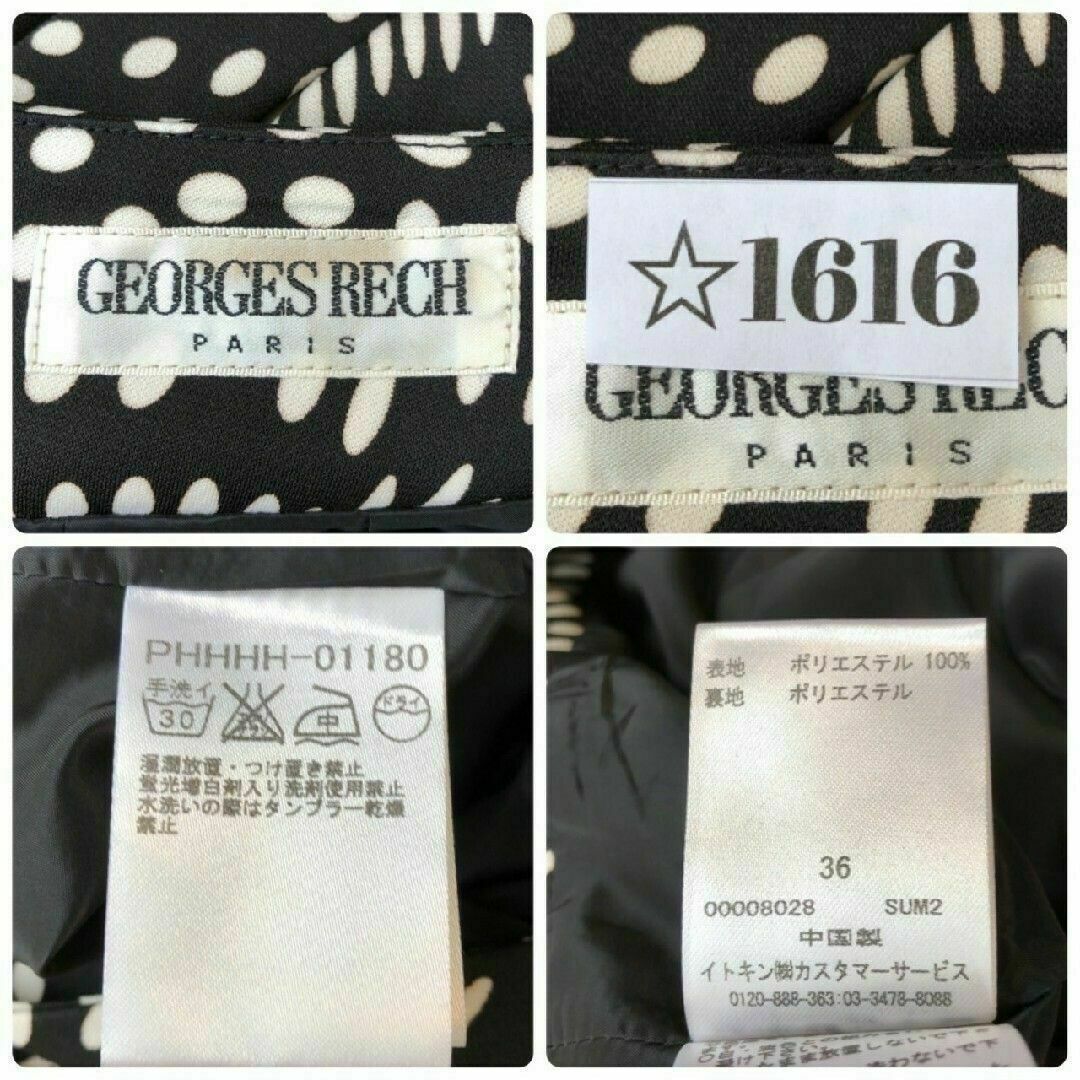 GEORGES RECH
PARIS
☆1616
GEORGES REC
PARIS
PHHHH-01180
手洗イ
30
中
ドライ
湿潤放置・つけ置き禁止
蛍光増白剤入り洗剤使用禁止
水洗いの際はタンブラー乾燥
禁止
表地 ポリエステル 100%
裏地 ポリエステル
36
00008028 SUM2
中国製
イトキン㈱カスタマーサービス
0120-888-363:03-3478-8088